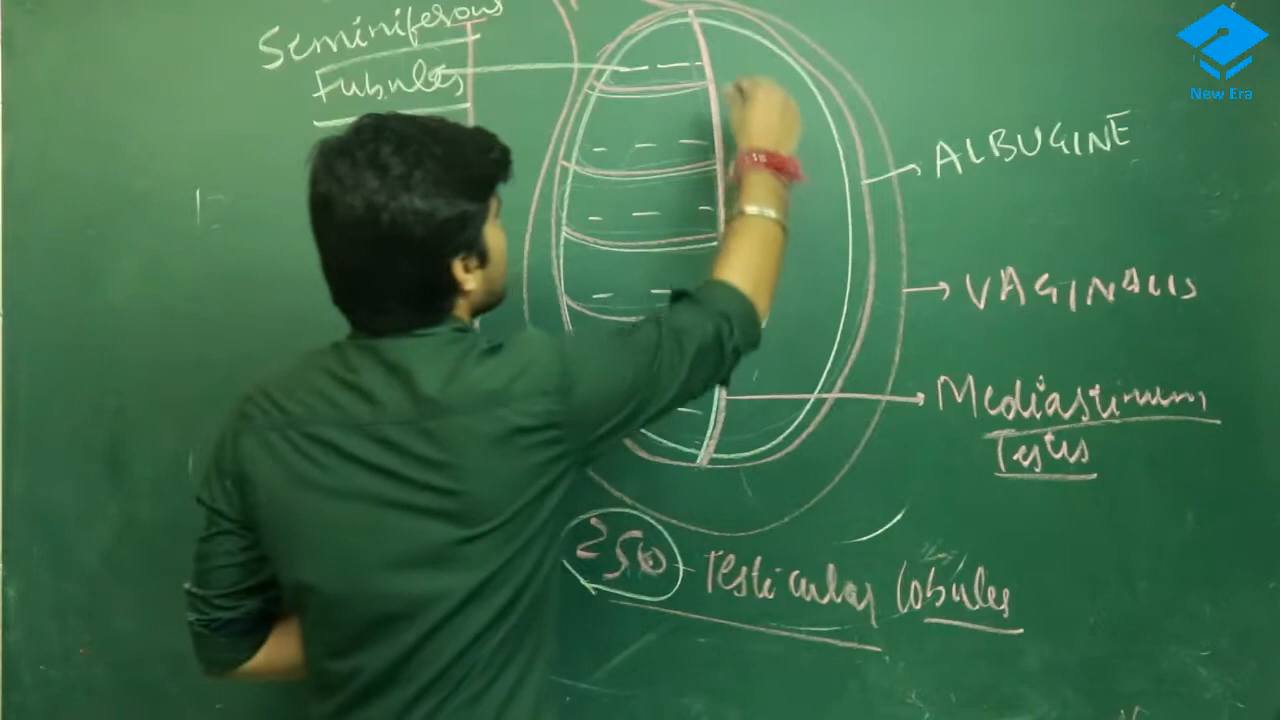 Seminiferous
Tubules
New Era
ALBUGINE
VAGINALIS
Mediastinum
Testis
250 - Testicular Lobules